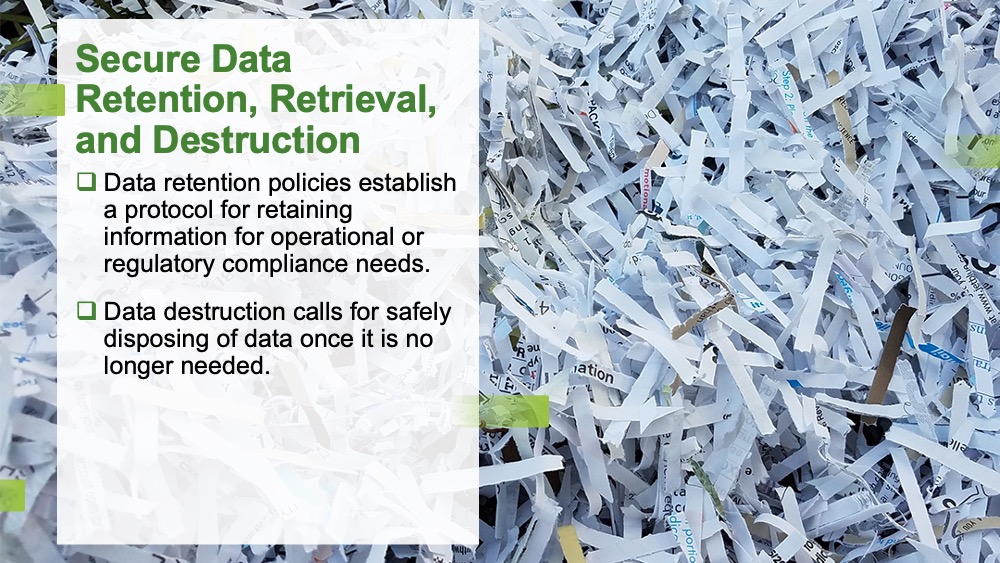 Secure Data
Retention, Retrieval,
and Destruction
Data retention policies establish
a protocol for retaining
information for operational or
regulatory compliance needs.
Data destruction calls for safely
disposing of data once it is no
longer needed.